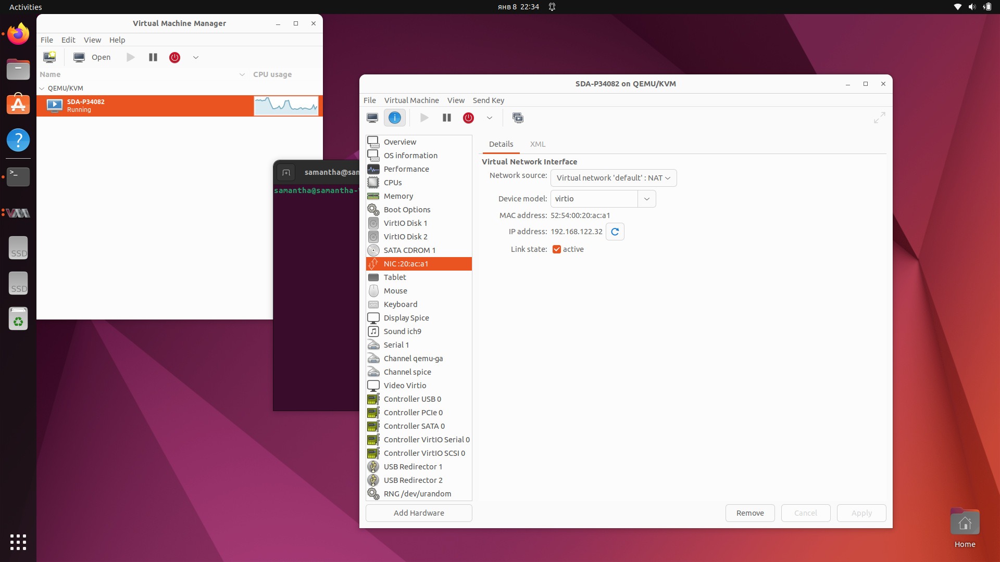 Activities
янв 8 22:34
Virtual Machine Manager
File Edit View Help
Open
Name CPU usage
QEMU/KVM
SDA-P34082
Running
samantha@sam
samantha@samantha-
SSD
SSD
SDA-P34082 on QEMU/KVM
File Virtual Machine View Send Key
Overview
OS information
Performance
CPUs
Memory
Boot Options
VirtIO Disk 1
VirtIO Disk 2
SATA CDROM 1
NIC :20:ac:a1
Tablet
Mouse
Keyboard
Display Spice
Sound ich9
Serial 1
Channel qemu-ga
Channel spice
Video Virtio
Controller USB 0
Controller PCIe 0
Controller SATA 0
Controller VirtIO Serial 0
Controller VirtIO SCSI 0
USB Redirector 1
USB Redirector 2
RNG /dev/urandom
Add Hardware
Details XML
Virtual Network Interface
Network source: Virtual network 'default' : NAT
Device model: virtio
MAC address: 52:54:00:20:ac:a1
IP address: 192.168.122.32
Link state: active
Remove Cancel Apply
Home